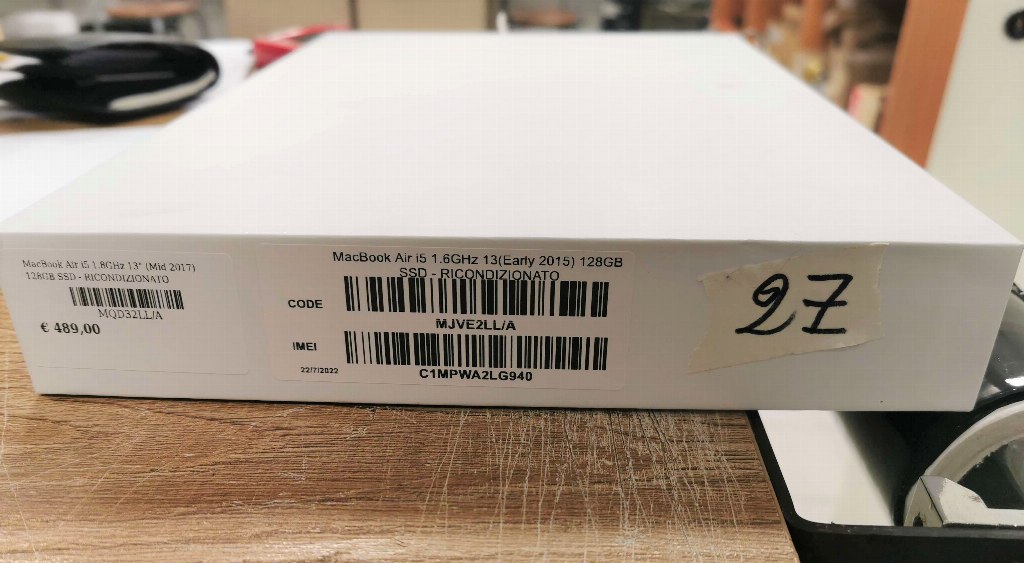 MacBook Air i5 1.8GHz 13" (Mid 2017)
128GB SSD - RICONDIZIONATO
MQD32LL/A
€ 489,00
MacBook Air i5 1.6GHz 13(Early 2015) 128GB
SSD - RICONDIZIONATO
CODE
MJVE2LL/A
IMEI
22/7/2022
C1MPWA2LG940
27